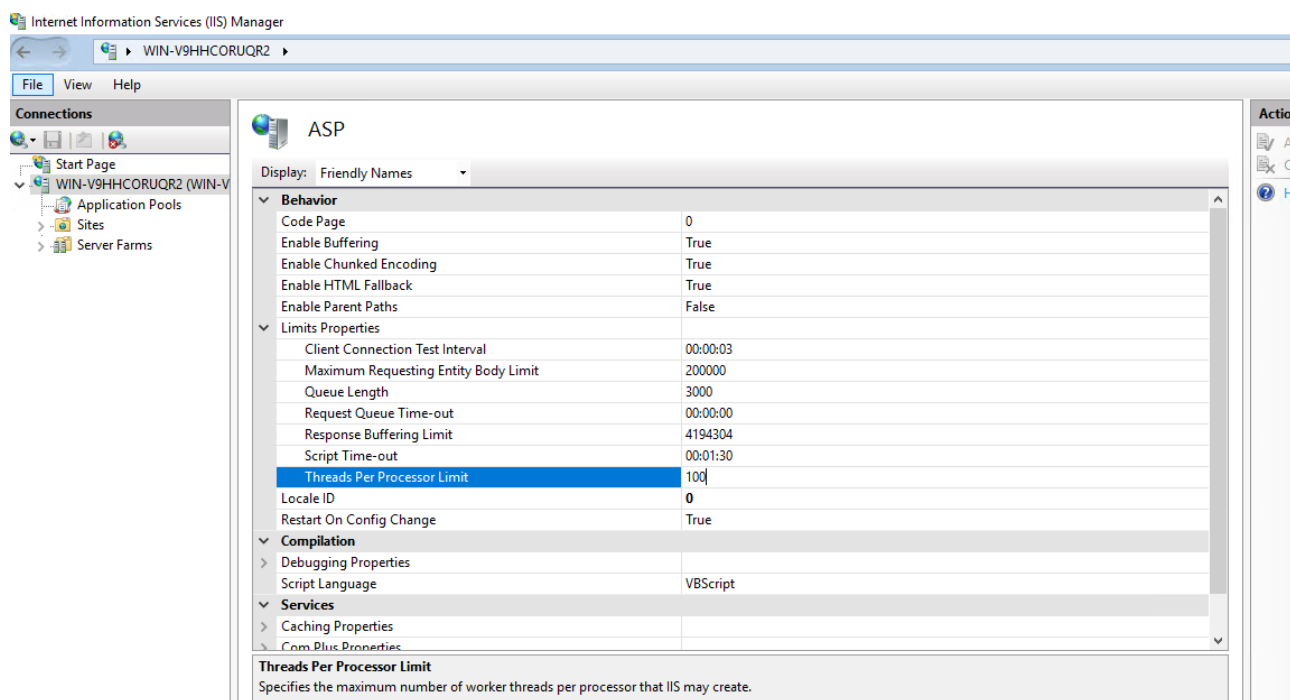 Internet Information Services (IIS) Manager
WIN-V9HHCORUQR2
File View Help
Connections
Start Page
WIN-V9HHCORUQR2 (WIN-V
Application Pools
Sites
Server Farms
ASP
Display: Friendly Names
Behavior
Code Page 0
Enable Buffering True
Enable Chunked Encoding True
Enable HTML Fallback True
Enable Parent Paths False
Limits Properties
Client Connection Test Interval 00:00:03
Maximum Requesting Entity Body Limit 200000
Queue Length 3000
Request Queue Time-out 00:00:00
Response Buffering Limit 4194304
Script Time-out 00:01:30
Threads Per Processor Limit 100
Locale ID 0
Restart On Config Change True
Compilation
Debugging Properties
Script Language VBScript
Services
Caching Properties
Com Plus Properties
Threads Per Processor Limit
Specifies the maximum number of worker threads per processor that IIS may create.
Actio
A
C
H